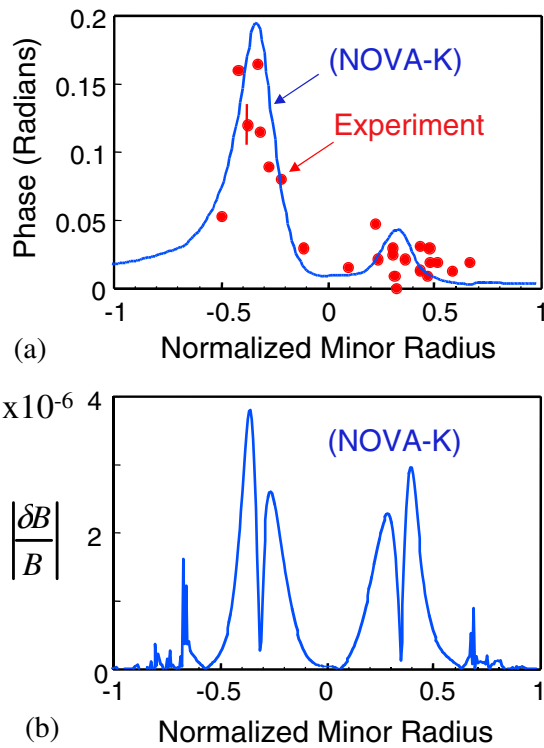 0.2
0.15
0.1
0.05
0
Phase (Radians)
(NOVA-K)
Experiment
-1 -0.5 0 0.5 1
(a) Normalized Minor Radius
x10-6
4
2
0
|δB/B|
(NOVA-K)
-1 -0.5 0 0.5 1
(b) Normalized Minor Radius